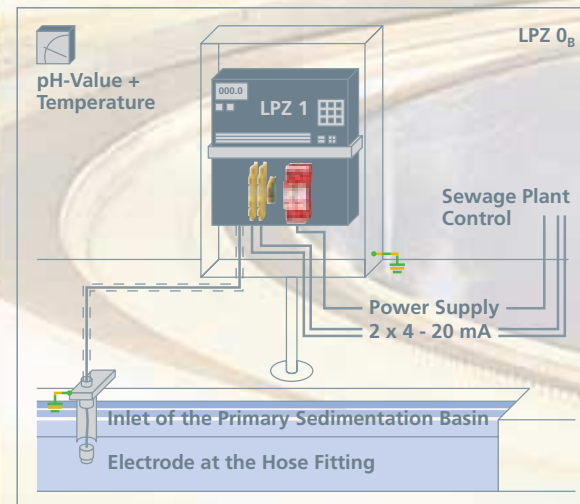 LPZ 0B
pH-Value +
Temperature
000.0
LPZ 1
Sewage Plant
Control
Power Supply
2 x 4 - 20 mA
Inlet of the Primary Sedimentation Basin
Electrode at the Hose Fitting